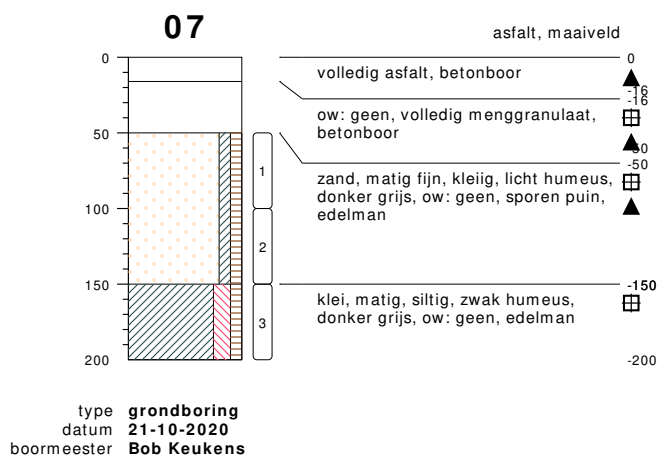 07
asfalt, maaiveld
0
0
volledig asfalt, betonboor
-16
-16
ow: geen, volledig menggranulaat,
betonboor
50
-50
-50
1
zand, matig fijn, kleiig, licht humeus,
donker grijs, ow: geen, sporen puin,
edelman
100
2
150
-150
klei, matig, siltig, zwak humeus,
donker grijs, ow: geen, edelman
3
200
-200
type grondboring
datum 21-10-2020
boormeester Bob Keukens